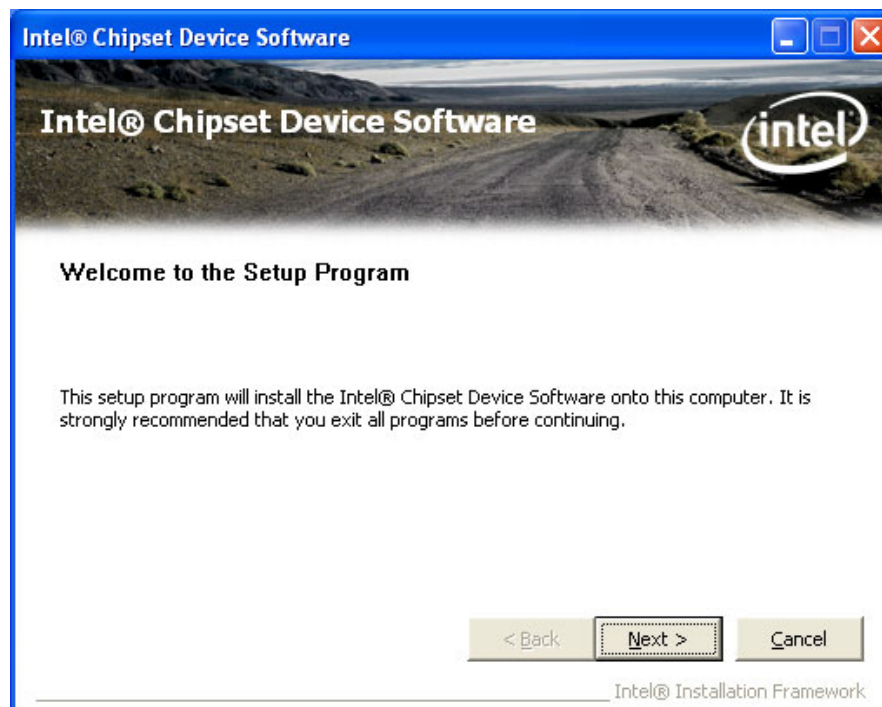 Intel® Chipset Device Software
Intel® Chipset Device Software
intel
Welcome to the Setup Program
This setup program will install the Intel® Chipset Device Software onto this computer. It is
strongly recommended that you exit all programs before continuing.
< Back
Next >
Cancel
Intel® Installation Framework